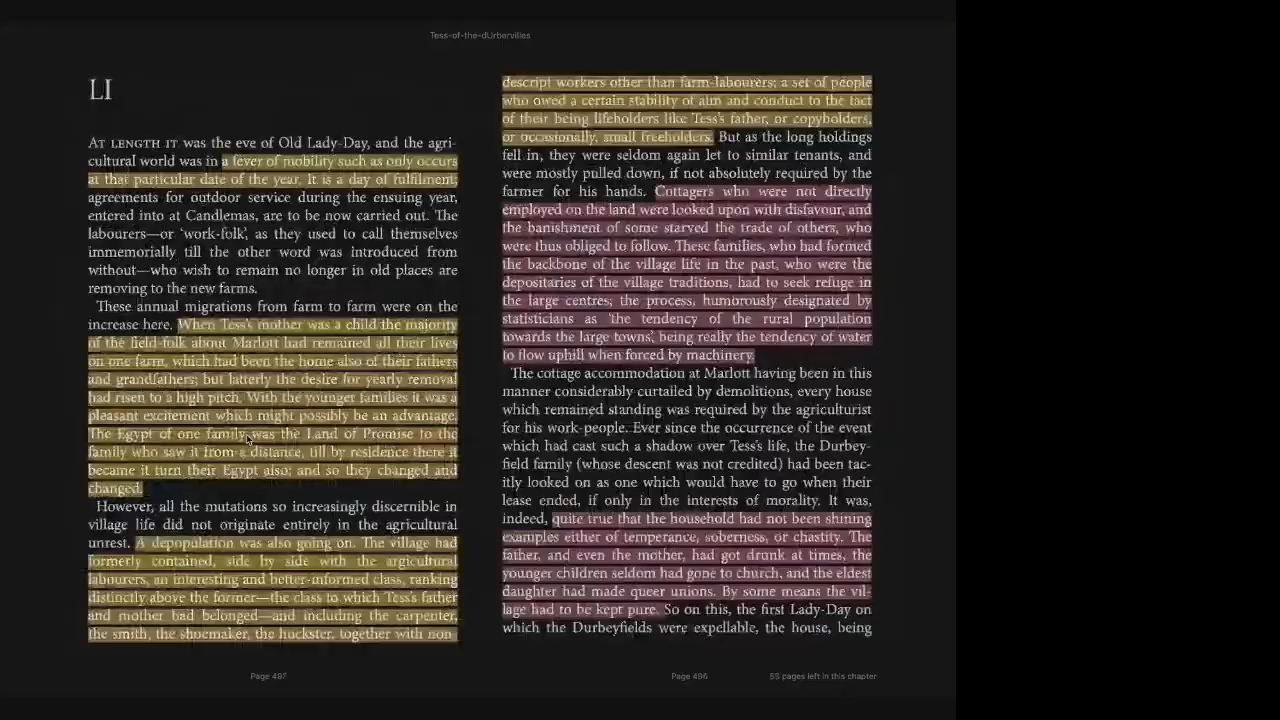 Tess-of-the-dUrbervilles
LI
AT LENGTH IT was the eve of Old Lady-Day, and the agri-
cultural world was in a fever of mobility such as only occurs
at that particular date of the year. It is a day of fulfilment;
agreements for outdoor service during the ensuing year,
entered into at Candlemas, are to be now carried out. The
labourers—or ‘work-folk’, as they used to call themselves
immemorially till the other word was introduced from
without—who wish to remain no longer in old places are
removing to the new farms.
These annual migrations from farm to farm were on the
increase here. When Tess’s mother was a child the majority
of the field-folk about Marlott had remained all their lives
on one farm, which had been the home also of their fathers
and grandfathers; but latterly the desire for yearly removal
had risen to a high pitch. With the younger families it was a
pleasant excitement which might possibly be an advantage.
The Egypt of one family was the Land of Promise to the
family who saw it from a distance, till by residence there it
became it turn their Egypt also; and so they changed and
changed.
However, all the mutations so increasingly discernible in
village life did not originate entirely in the agricultural
unrest. A depopulation was also going on. The village had
formerly contained, side by side with the argicultural
labourers, an interesting and better-informed class, ranking
distinctly above the former—the class to which Tess’s father
and mother had belonged—and including the carpenter,
the smith, the shoemaker, the huckster, together with non-
Page 497
descript workers other than farm-labourers; a set of people
who owed a certain stability of aim and conduct to the fact
of their being lifeholders like Tess’s father, or copyholders,
or occasionally, small freeholders. But as the long holdings
fell in, they were seldom again let to similar tenants, and
were mostly pulled down, if not absolutely required by the
farmer for his hands. Cottagers who were not directly
employed on the land were looked upon with disfavour, and
the banishment of some starved the trade of others, who
were thus obliged to follow. These families, who had formed
the backbone of the village life in the past, who were the
depositaries of the village traditions, had to seek refuge in
the large centres; the process, humorously designated by
statisticians as ‘the tendency of the rural population
towards the large towns’, being really the tendency of water
to flow uphill when forced by machinery.
The cottage accommodation at Marlott having been in this
manner considerably curtailed by demolitions, every house
which remained standing was required by the agriculturist
for his work-people. Ever since the occurrence of the event
which had cast such a shadow over Tess’s life, the Durbey-
field family (whose descent was not credited) had been tac-
itly looked on as one which would have to go when their
lease ended, if only in the interests of morality. It was,
indeed, quite true that the household had not been shining
examples either of temperance, soberness, or chastity. The
father, and even the mother, had got drunk at times, the
younger children seldom had gone to church, and the eldest
daughter had made queer unions. By some means the vil-
lage had to be kept pure. So on this, the first Lady-Day on
which the Durbeyfields were expellable, the house, being
Page 496
55 pages left in this chapter